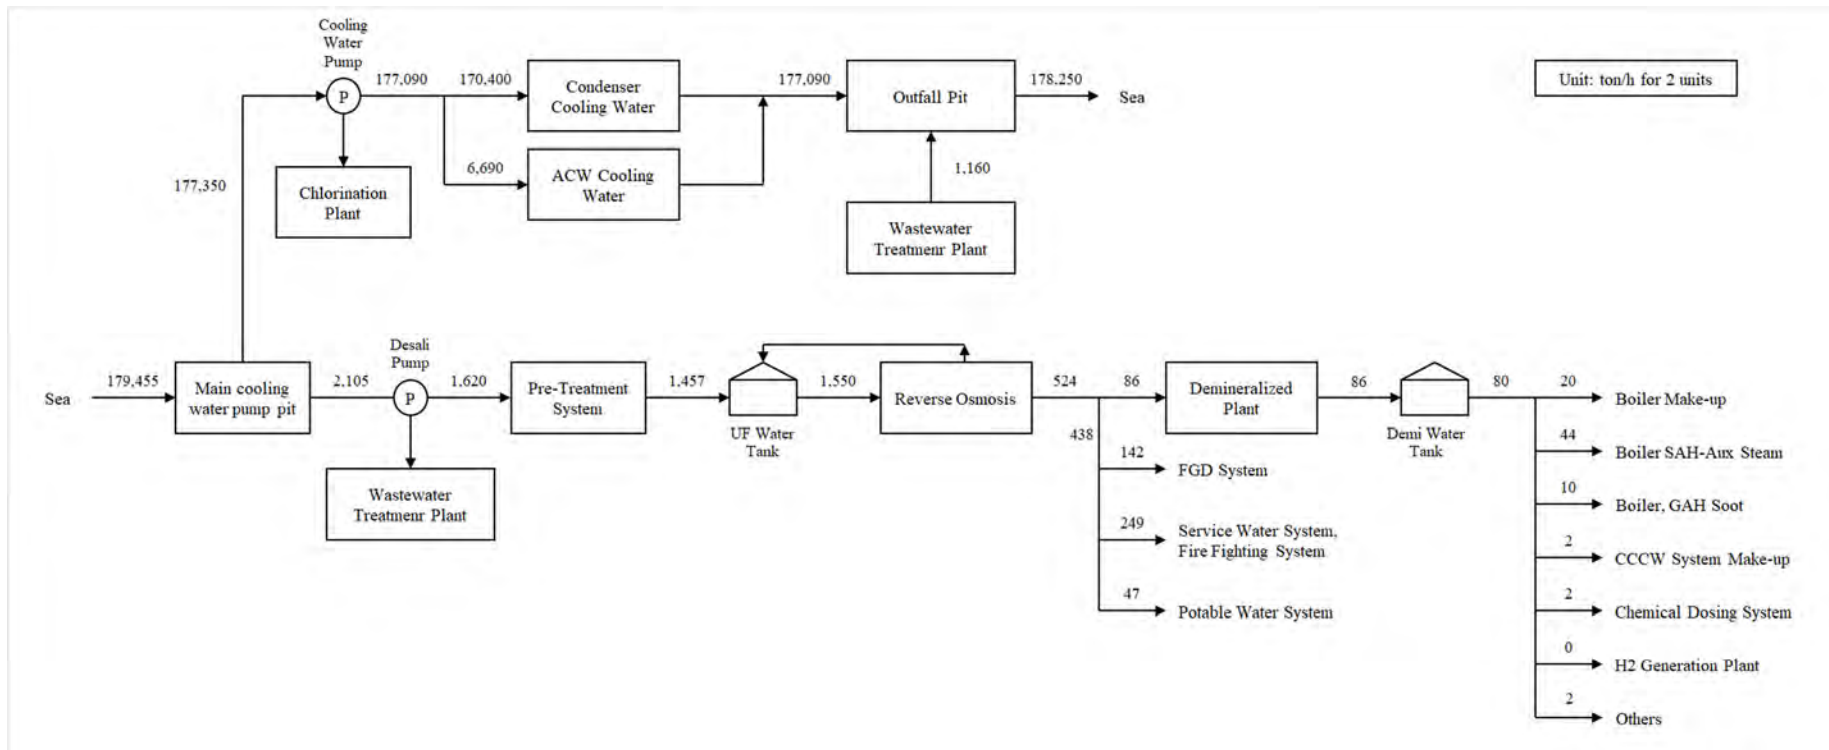 Cooling
Water
Pump
P
177,090
170,400
Condenser
Cooling Water
177,090
Outfall Pit
178,250
Sea
Unit: ton/h for 2 units
177,350
Chlorination
Plant
6,690
ACW Cooling
Water
1,160
Wastewater
Treatmenr Plant
Sea
179,455
Main cooling
water pump pit
2,105
Desali
Pump
P
1,620
Pre-Treatment
System
1,457
UF Water
Tank
1,550
Reverse Osmosis
524
86
Demineralized
Plant
86
Demi Water
Tank
80
20
Boiler Make-up
438
142
FGD System
249
Service Water System,
Fire Fighting System
47
Potable Water System
Wastewater
Treatmenr Plant
44
Boiler SAH-Aux Steam
10
Boiler, GAH Soot
2
CCCW System Make-up
2
Chemical Dosing System
0
H2 Generation Plant
2
Others